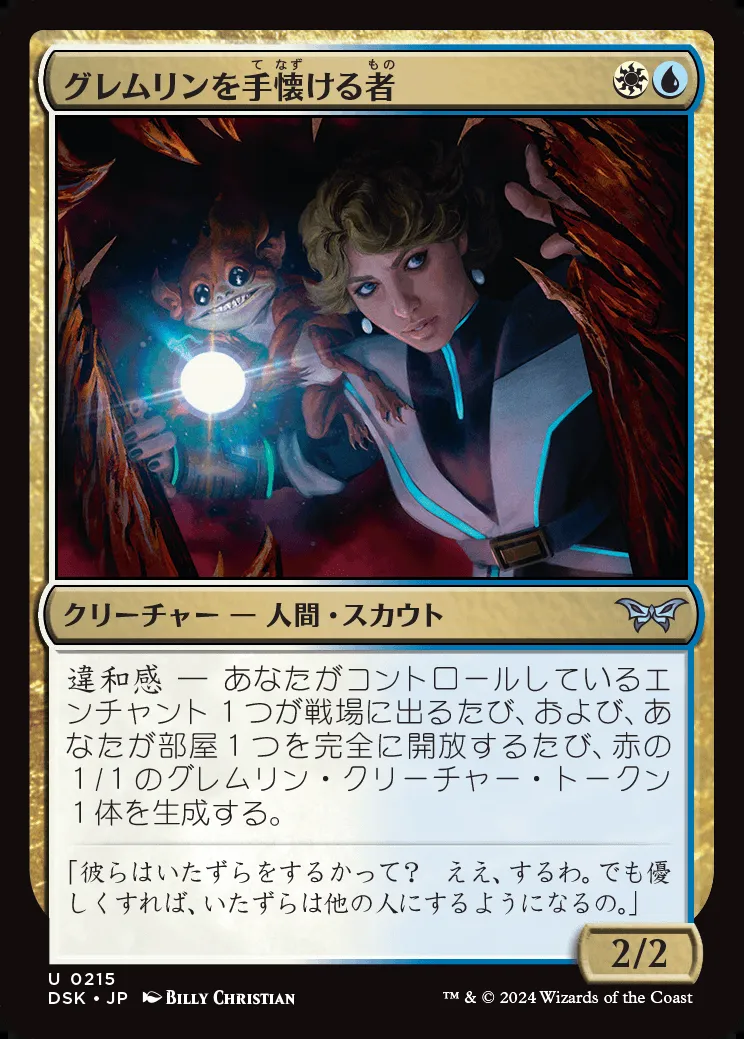 グレムリンを手懐ける者
クリーチャー — 人間・スカウト
違和感 — あなたがコントロールしているエ
ンチャント１つが戦場に出るたび、および、あ
なたが部屋１つを完全に開放するたび、赤の
１/１のグレムリン・クリーチャー・トークン
１体を生成する。
「彼らはいたずらをするかって？　ええ、するわ。でも優
しくすれば、いたずらは他の人にするようになるの。」
2/2
U 0215
DSK • JP Billy Christian
™ & © 2024 Wizards of the Coast